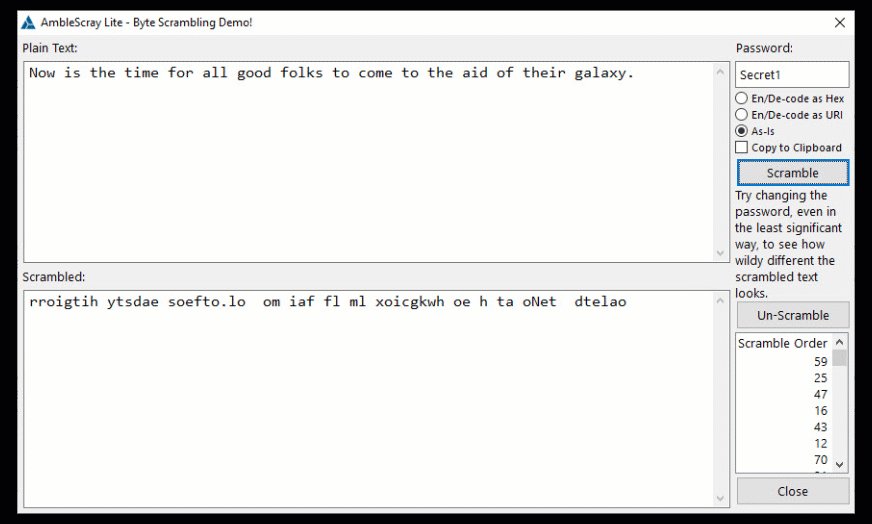 AmbleScray Lite - Byte Scrambling Demo!
Plain Text:
Now is the time for all good folks to come to the aid of their galaxy.
Password:
Secret1
En/De-code as Hex
En/De-code as URI
As-Is
Copy to Clipboard
Scramble
Try changing the
password, even in
the least significant
way, to see how
wildy different the
scrambled text
looks.
Scrambled:
rroigtih ytsdae soefto.lo  om iaf fl ml xoicgkwh oe h ta oNet  dtelao
Un-Scramble
Scramble Order
59
25
47
16
43
12
70
Close